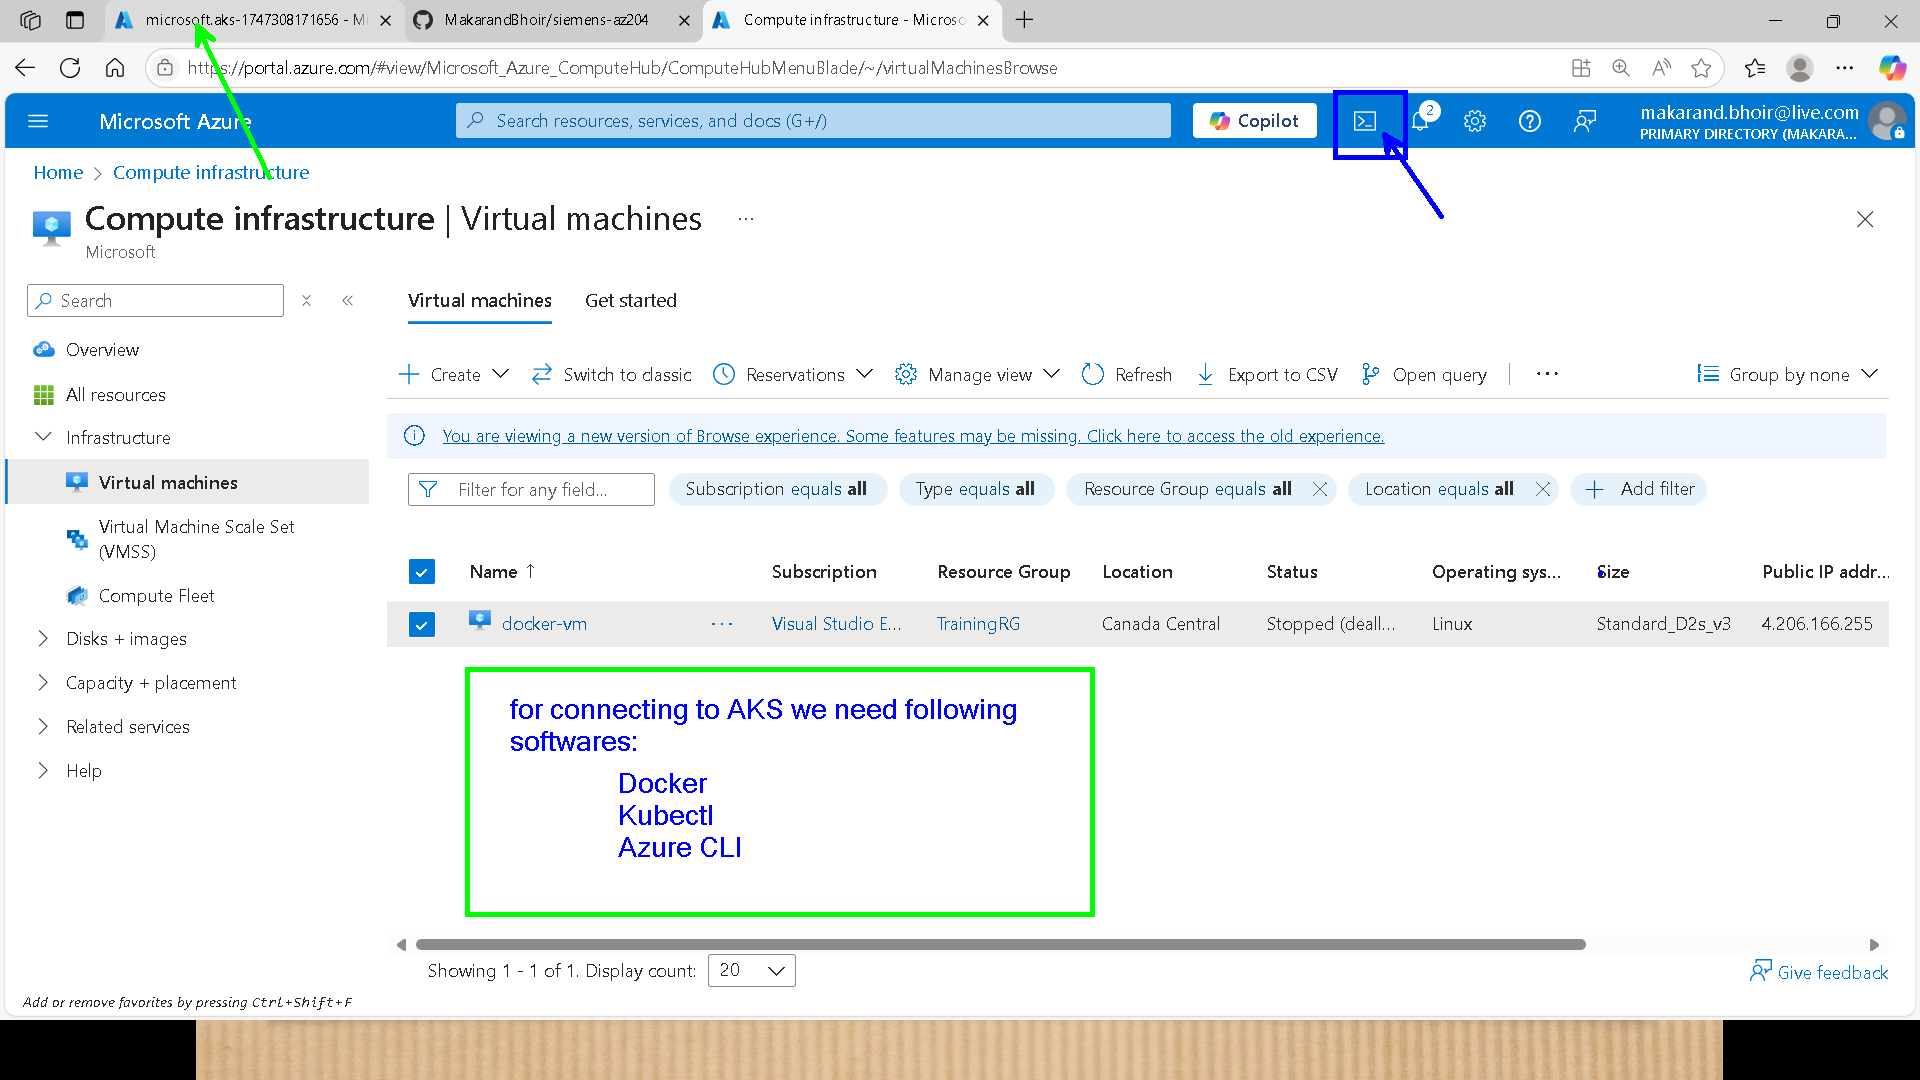 microsoft.aks-1747308171656 - Mi
MakarandBhoir/siemens-az204
Compute infrastructure - Microso
https://portal.azure.com/#view/Microsoft_Azure_ComputeHub/ComputeHubMenuBlade/~/virtualMachinesBrowse
Microsoft Azure
Search resources, services, and docs (G+/)
Copilot
2
makarand.bhoir@live.com
PRIMARY DIRECTORY (MAKARA...
Home > Compute infrastructure
Compute infrastructure | Virtual machines ...
Microsoft
Search
Overview
All resources
Infrastructure
Virtual machines
Virtual Machine Scale Set
(VMSS)
Compute Fleet
Disks + images
Capacity + placement
Related services
Help
Add or remove favorites by pressing Ctrl+Shift+F
Virtual machines Get started
Create Switch to classic Reservations Manage view Refresh Export to CSV Open query ... Group by none
You are viewing a new version of Browse experience. Some features may be missing. Click here to access the old experience.
Filter for any field... Subscription equals all Type equals all Resource Group equals all Location equals all Add filter
Name ↑ Subscription Resource Group Location Status Operating sys... Size Public IP addr...
docker-vm ... Visual Studio E... TrainingRG Canada Central Stopped (deall... Linux Standard_D2s_v3 4.206.166.255
for connecting to AKS we need following
softwares:
Docker
Kubectl
Azure CLI
Showing 1 - 1 of 1. Display count: 20
Give feedback